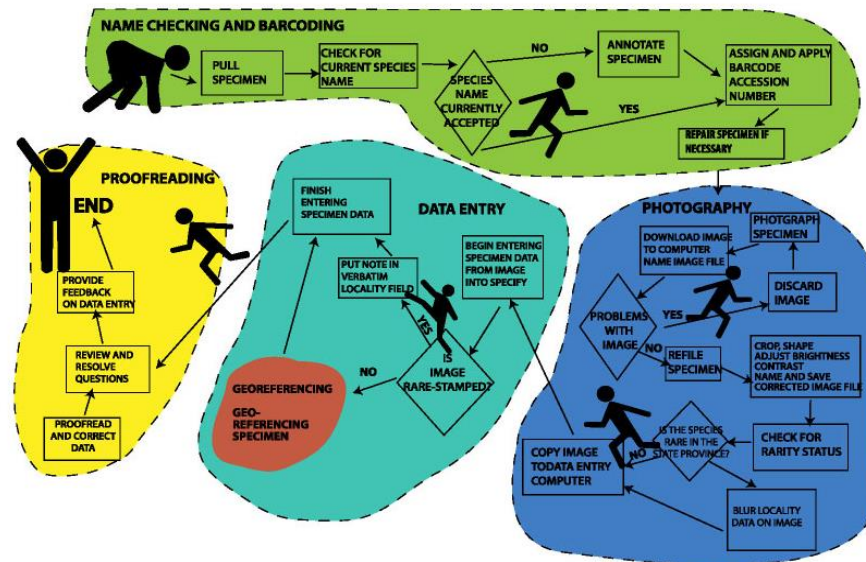 NAME CHECKING AND BARCODING
PULL
SPECIMEN
CHECK FOR
CURRENT SPECIES
NAME
SPECIES
NAME
CURRENTLY
ACCEPTED
NO
YES
ANNOTATE
SPECIMEN
ASSIGN AND APPLY
BARCODE
ACCESSION
NUMBER
REPAIR SPECIMEN IF
NECESSARY
PHOTOGRAPHY
PHOTGRAPH
SPECIMEN
DOWNLOAD IMAGE
TO COMPUTER
NAME IMAGE FILE
PROBLEMS
WITH
IMAGE
YES
DISCARD
IMAGE
NO
REFILE
SPECIMEN
CROP, SHAPE
ADJUST BRIGHTNESS
CONTRAST
NAME AND SAVE
CORRECTED IMAGE FILE
CHECK FOR
RARITY STATUS
IS THE SPECIES
RARE IN THE
STATE PROVINCE?
NO
BLUR LOCALITY
DATA ON IMAGE
COPY IMAGE
TODATA ENTRY
COMPUTER
DATA ENTRY
BEGIN ENTERING
SPECIMEN DATA
FROM IMAGE
INTO SPECIFY
IS
IMAGE
RARE-STAMPED?
YES
PUT NOTE IN
VERBATIM
LOCALITY FIELD
NO
GEOREFERENCING
GEO-
REFERENCING
SPECIMEN
FINISH
ENTERING
SPECIMEN DATA
PROOFREADING
END
PROVIDE
FEEDBACK
ON DATA ENTRY
REVIEW AND
RESOLVE
QUESTIONS
PROOFREAD
AND CORRECT
DATA